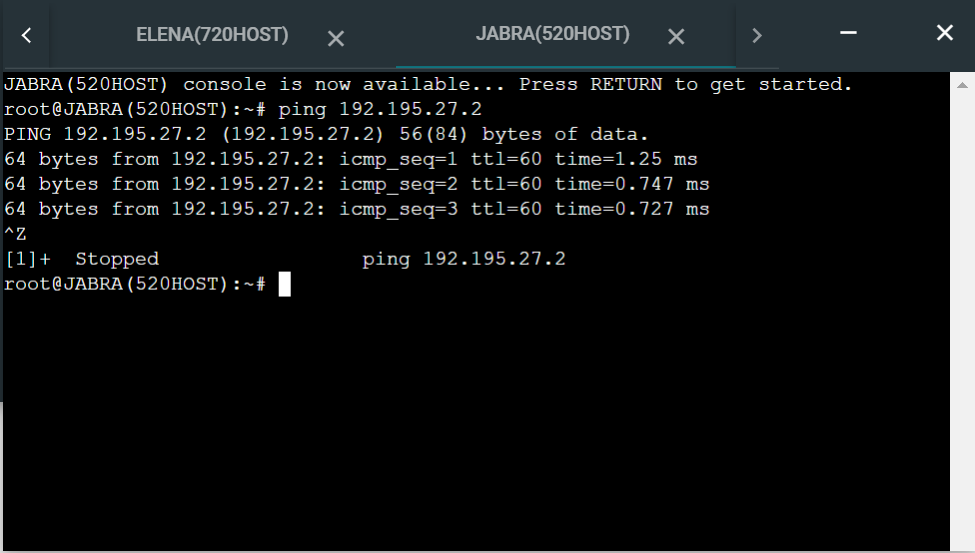 ELENA(720HOST) JABRA(520HOST)
JABRA(520HOST) console is now available... Press RETURN to get started.
root@JABRA(520HOST):~# ping 192.195.27.2
PING 192.195.27.2 (192.195.27.2) 56(84) bytes of data.
64 bytes from 192.195.27.2: icmp_seq=1 ttl=60 time=1.25 ms
64 bytes from 192.195.27.2: icmp_seq=2 ttl=60 time=0.747 ms
64 bytes from 192.195.27.2: icmp_seq=3 ttl=60 time=0.727 ms
^Z
[1]+  Stopped                 ping 192.195.27.2
root@JABRA(520HOST):~#